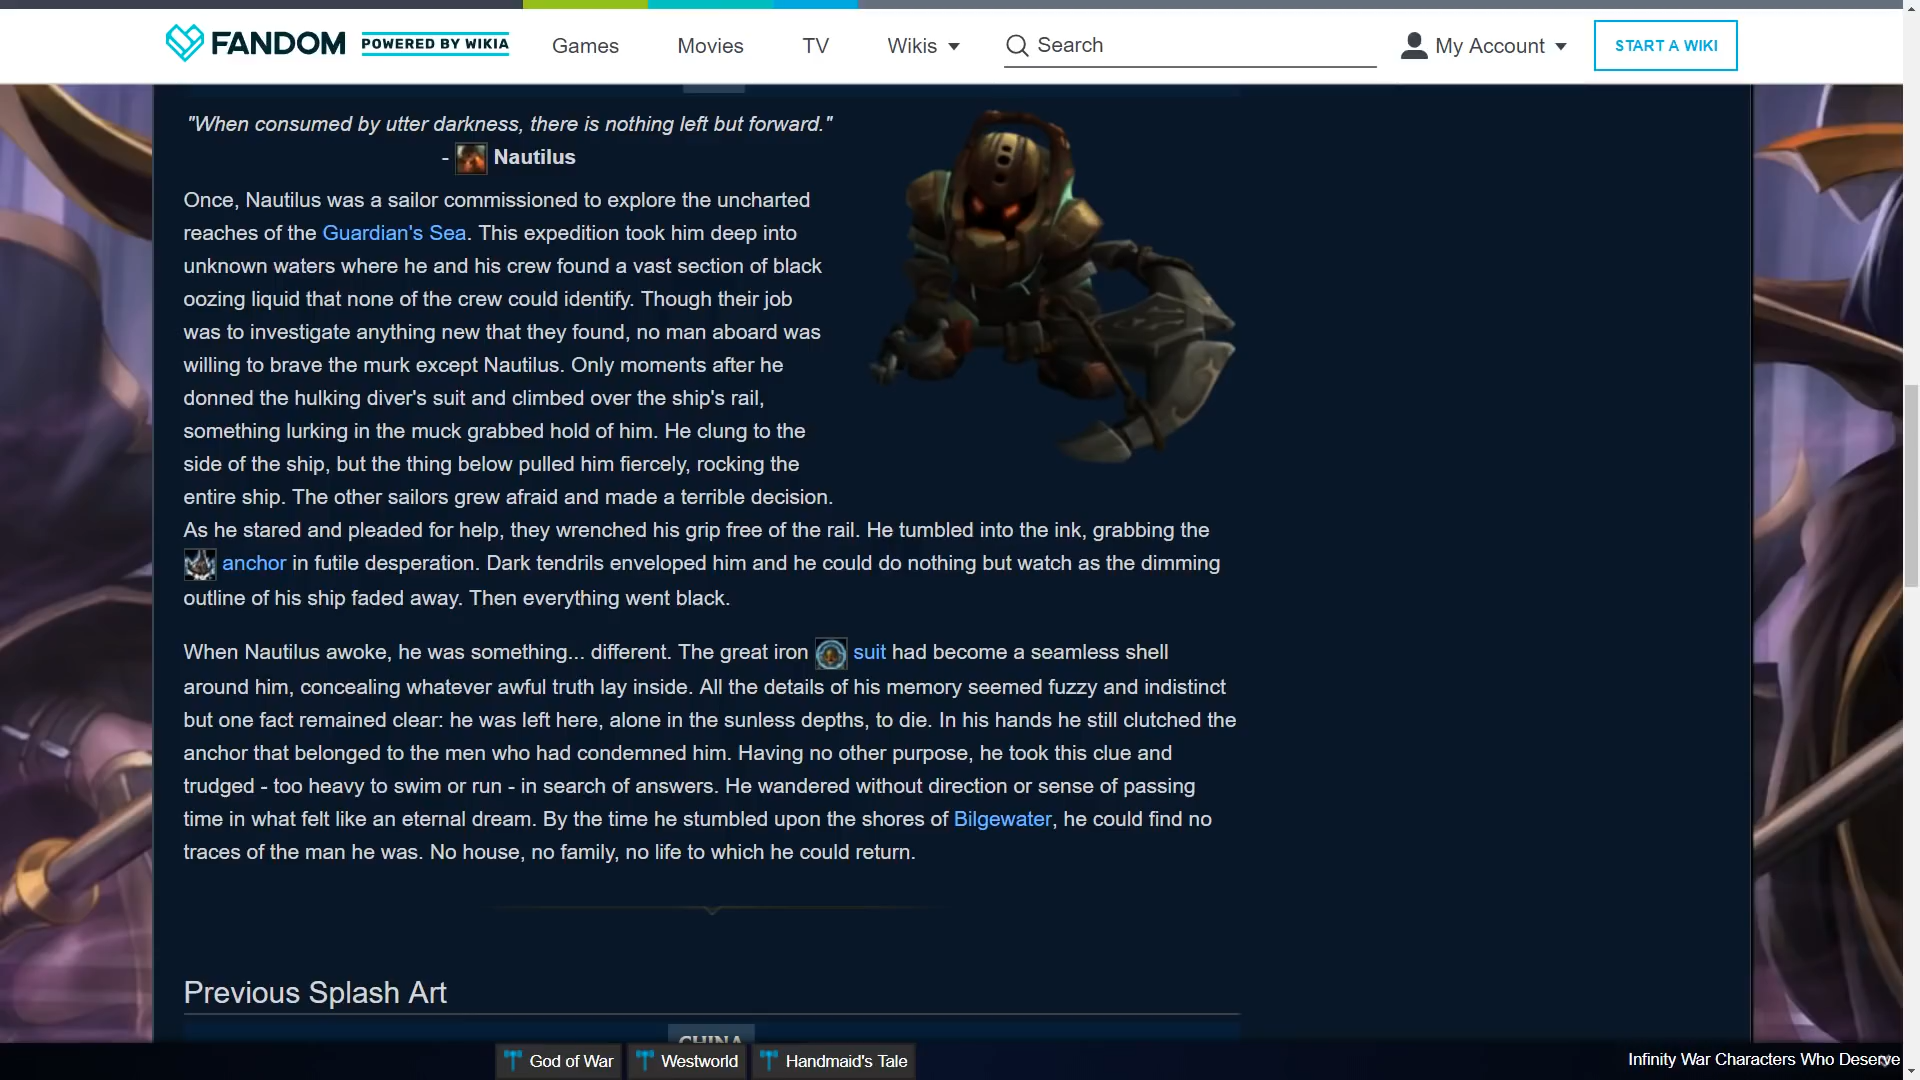 FANDOM POWERED BY WIKIA Games Movies TV Wikis Search My Account START A WIKI
"When consumed by utter darkness, there is nothing left but forward."
- Nautilus
Once, Nautilus was a sailor commissioned to explore the uncharted
reaches of the Guardian's Sea. This expedition took him deep into
unknown waters where he and his crew found a vast section of black
oozing liquid that none of the crew could identify. Though their job
was to investigate anything new that they found, no man aboard was
willing to brave the murk except Nautilus. Only moments after he
donned the hulking diver's suit and climbed over the ship's rail,
something lurking in the muck grabbed hold of him. He clung to the
side of the ship, but the thing below pulled him fiercely, rocking the
entire ship. The other sailors grew afraid and made a terrible decision.
As he stared and pleaded for help, they wrenched his grip free of the rail. He tumbled into the ink, grabbing the
anchor in futile desperation. Dark tendrils enveloped him and he could do nothing but watch as the dimming
outline of his ship faded away. Then everything went black.
When Nautilus awoke, he was something... different. The great iron suit had become a seamless shell
around him, concealing whatever awful truth lay inside. All the details of his memory seemed fuzzy and indistinct
but one fact remained clear: he was left here, alone in the sunless depths, to die. In his hands he still clutched the
anchor that belonged to the men who had condemned him. Having no other purpose, he took this clue and
trudged - too heavy to swim or run - in search of answers. He wandered without direction or sense of passing
time in what felt like an eternal dream. By the time he stumbled upon the shores of Bilgewater, he could find no
traces of the man he was. No house, no family, no life to which he could return.
Previous Splash Art
CHINA
God of War Westworld Handmaid's Tale Infinity War Characters Who Deserve